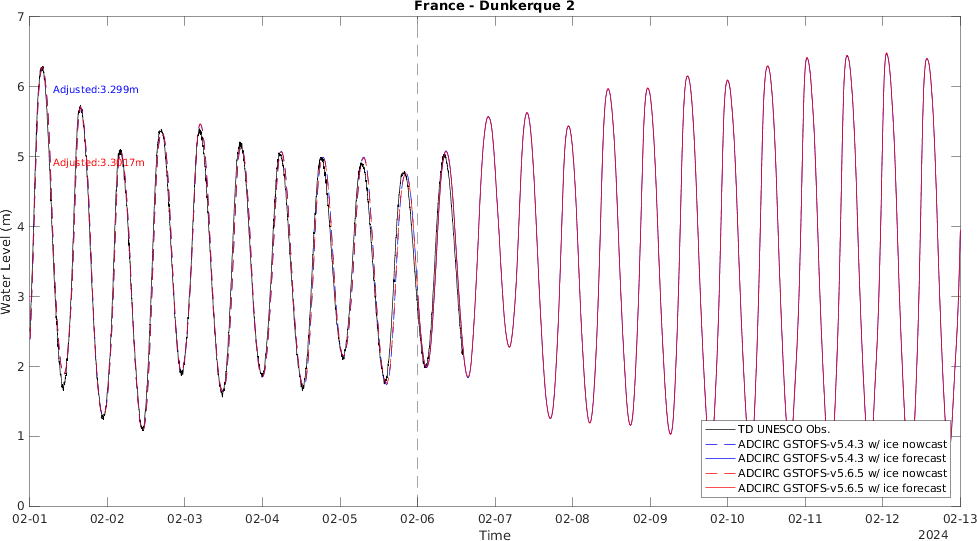 France - Dunkerque 2
7
6
5
4
3
2
1
0
Water Level (m)
Adjusted:3.299m
Adjusted:3.3017m
TD UNESCO Obs.
ADCIRC GSTOFS-v5.4.3 w/ ice nowcast
ADCIRC GSTOFS-v5.4.3 w/ ice forecast
ADCIRC GSTOFS-v5.6.5 w/ ice nowcast
ADCIRC GSTOFS-v5.6.5 w/ ice forecast
02-01 02-02 02-03 02-04 02-05 02-06 02-07 02-08 02-09 02-10 02-11 02-12 02-13
Time
2024